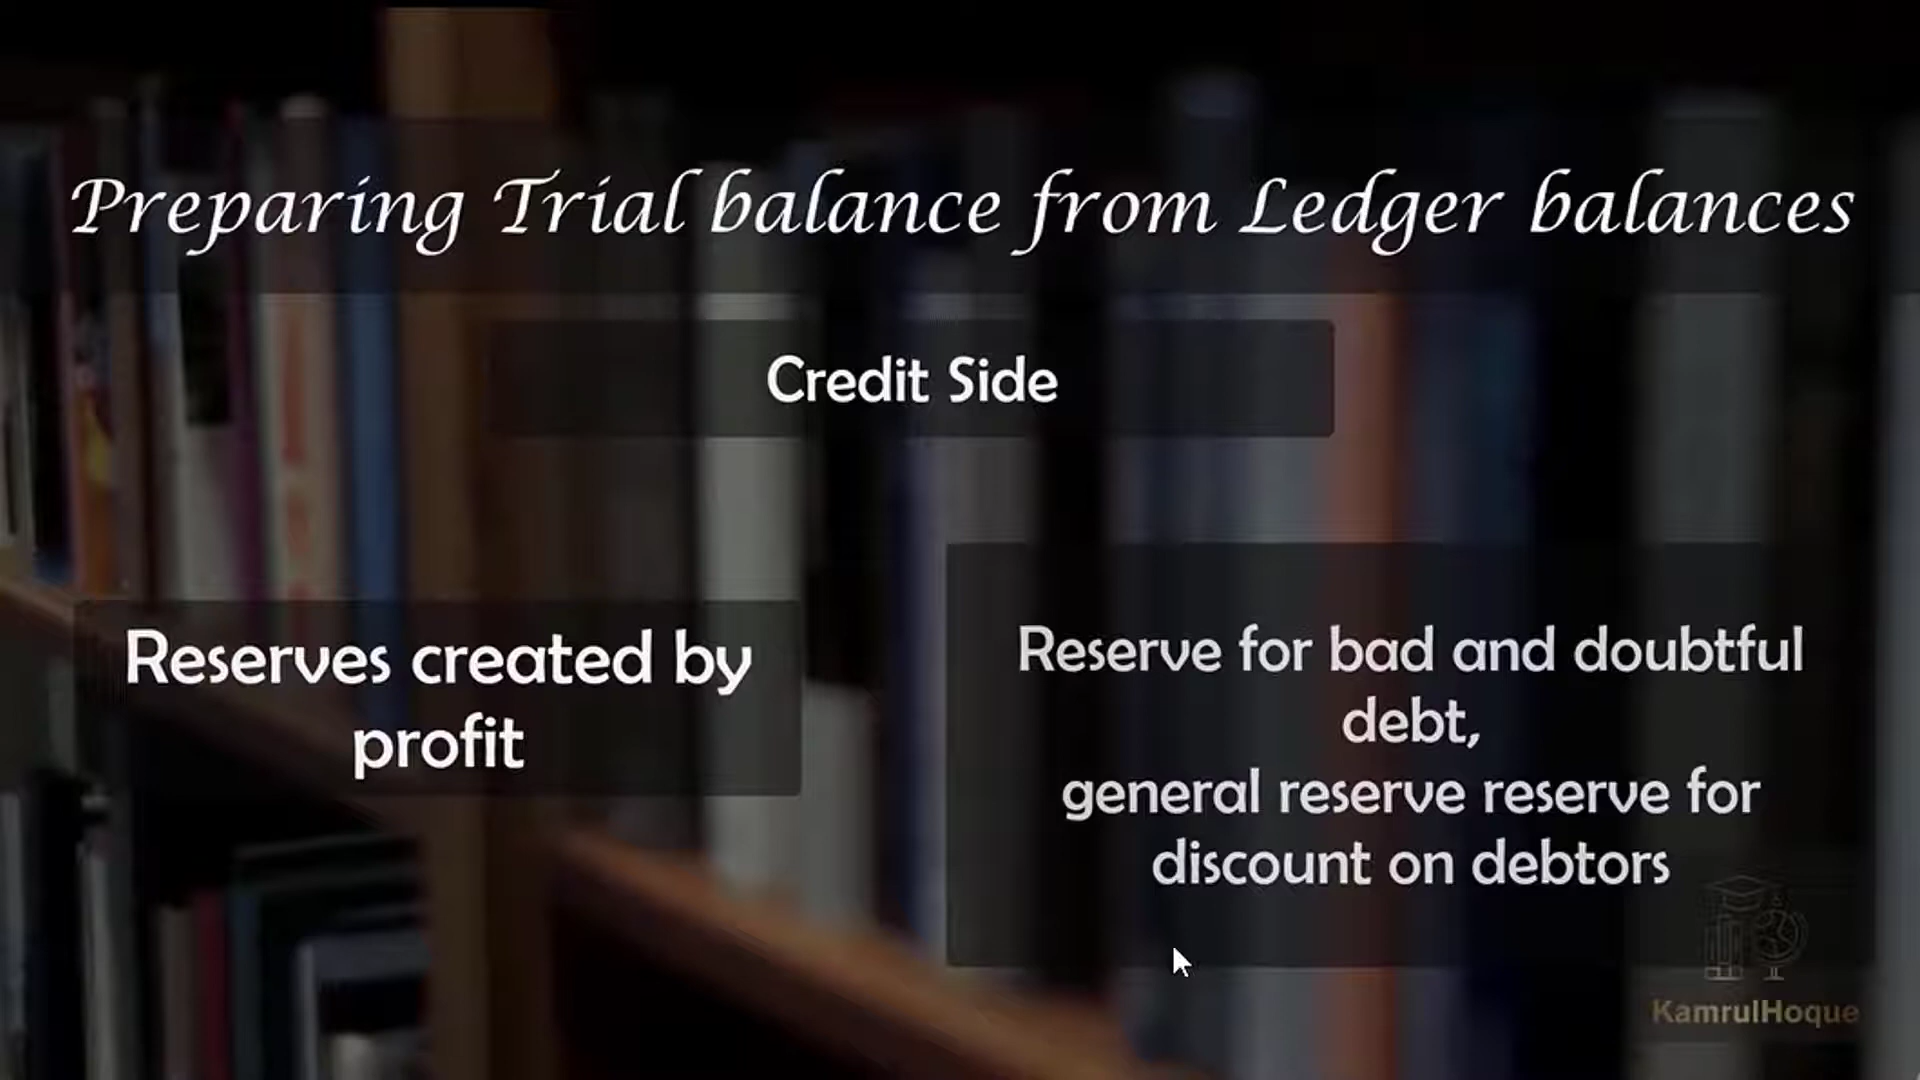 Preparing Trial balance from Ledger balances
Credit Side
Reserves created by
profit
Reserve for bad and doubtful
debt,
general reserve reserve for
discount on debtors
KamrulHoque